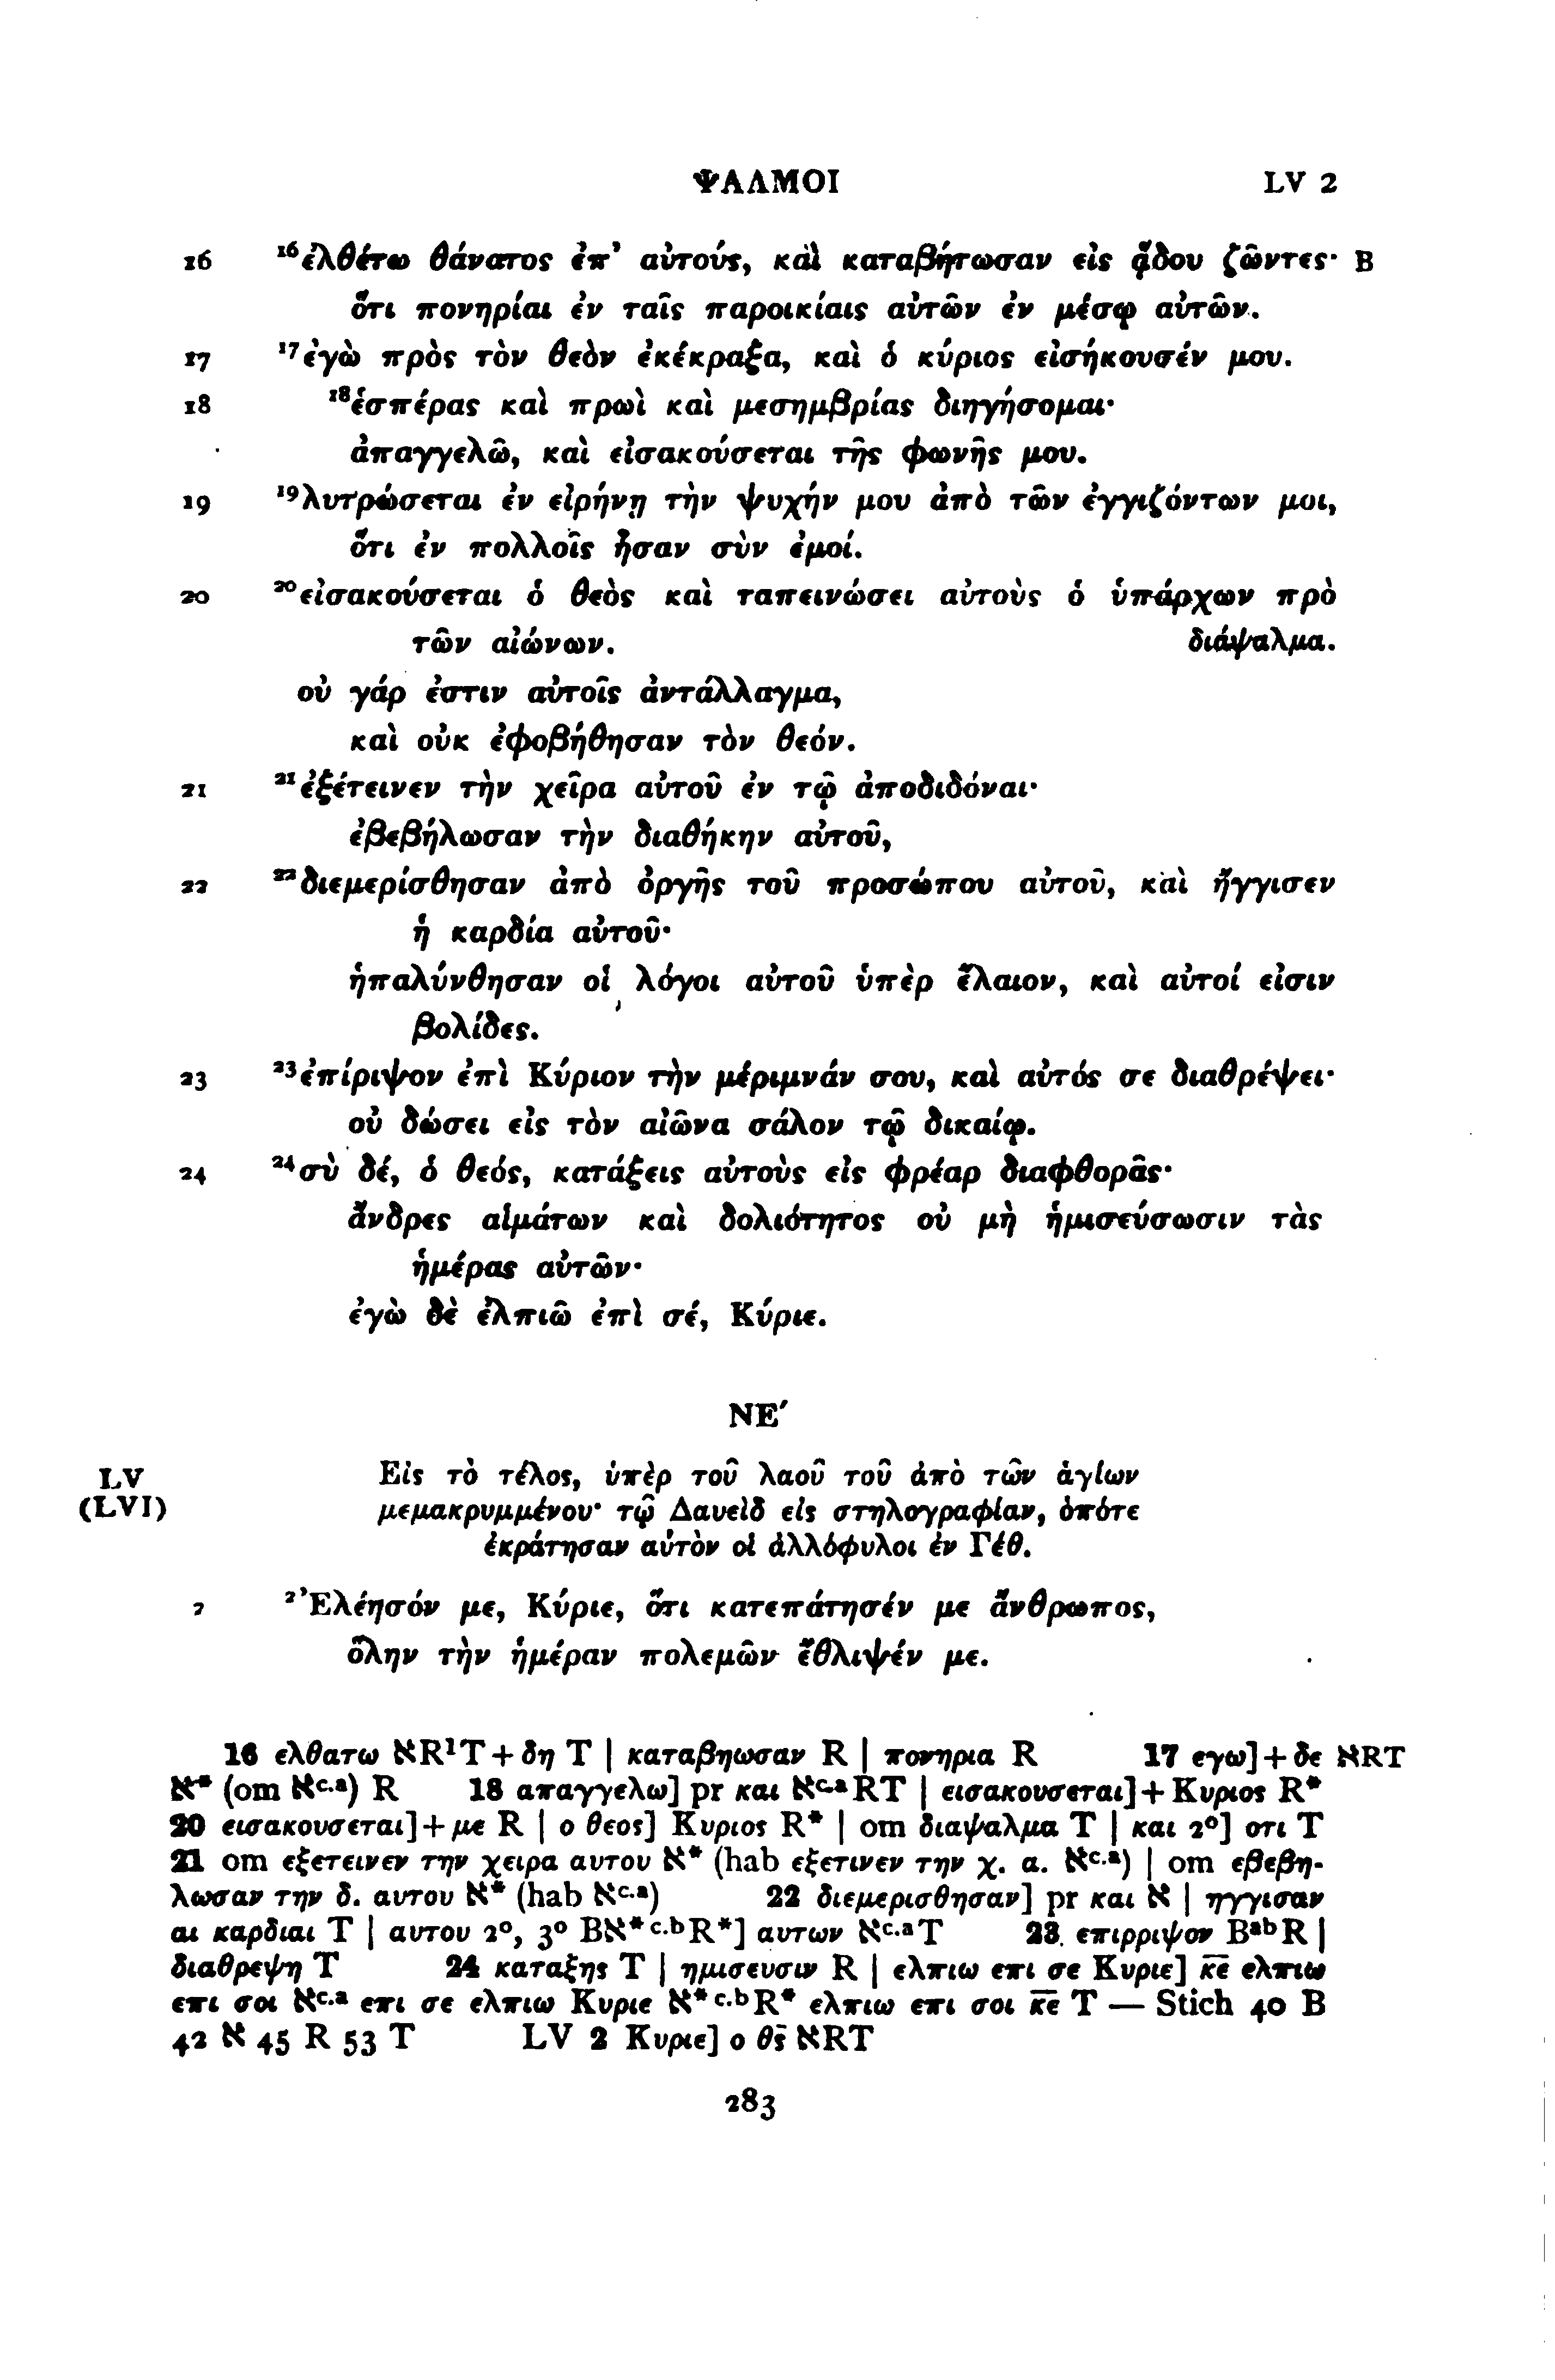 ΨΑΛΜΟΙ LV 2
16 ¹⁶ἐλθέτω θάνατος ἐπ’ αὐτούς, καὶ καταβήτωσαν εἰς ᾅδου ζῶντες· B
ὅτι πονηρίαι ἐν ταῖς παροικίαις αὐτῶν ἐν μέσῳ αὐτῶν.
17 ¹⁷ἐγὼ πρὸς τὸν θεὸν ἐκέκραξα, καὶ ὁ κύριος εἰσήκουσέν μου.
18 ¹⁸ἑσπέρας καὶ πρωὶ καὶ μεσημβρίας διηγήσομαι·
ἀπαγγελῶ, καὶ εἰσακούσεται τῆς φωνῆς μου.
19 ¹⁹λυτρώσεται ἐν εἰρήνῃ τὴν ψυχήν μου ἀπὸ τῶν ἐγγιζόντων μοι,
ὅτι ἐν πολλοῖς ἦσαν σὺν ἐμοί.
20 ²⁰εἰσακούσεται ὁ θεὸς καὶ ταπεινώσει αὐτοὺς ὁ ὑπάρχων πρὸ
τῶν αἰώνων. διάψαλμα.
οὐ γάρ ἐστιν αὐτοῖς ἀντάλλαγμα,
καὶ οὐκ ἐφοβήθησαν τὸν θεόν.
21 ²¹ἐξέτεινεν τὴν χεῖρα αὐτοῦ ἐν τῷ ἀποδιδόναι·
ἐβεβήλωσαν τὴν διαθήκην αὐτοῦ,
22 ²²διεμερίσθησαν ἀπὸ ὀργῆς τοῦ προσώπου αὐτοῦ, καὶ ἤγγισεν
ἡ καρδία αὐτοῦ·
ἡπαλύνθησαν οἱ λόγοι αὐτοῦ ὑπὲρ ἔλαιον, καὶ αὐτοί εἰσιν
βολίδες.
23 ²³ἐπίριψον ἐπὶ Κύριον τὴν μέριμνάν σου, καὶ αὐτός σε διαθρέψει·
οὐ δώσει εἰς τὸν αἰῶνα σάλον τῷ δικαίῳ.
24 ²⁴σὺ δέ, ὁ θεός, κατάξεις αὐτοὺς εἰς φρέαρ διαφθορᾶς·
ἄνδρες αἱμάτων καὶ δολιότητος οὐ μὴ ἡμισεύσωσιν τὰς
ἡμέρας αὐτῶν·
ἐγὼ δὲ ἐλπιῶ ἐπὶ σέ, Κύριε.
ΝΕ′
LV Εἰς τὸ τέλος, ὑπὲρ τοῦ λαοῦ τοῦ ἀπὸ τῶν ἁγίων
(LVI) μεμακρυμμένου· τῷ Δαυεὶδ εἰς στηλογραφίαν, ὁπότε
ἐκράτησαν αὐτὸν οἱ ἀλλόφυλοι ἐν Γέθ.
2 ²Ἐλέησόν με, Κύριε, ὅτι κατεπάτησέν με ἄνθρωπος,
ὅλην τὴν ἡμέραν πολεμῶν ἔθλιψέν με.
16 ελθατω ℵR¹T + δη T | καταβηωσαν R | πονηρια R 17 εγω] + δε ℵRT
ℵ* (om ℵᶜ·ᵃ) R 18 απαγγελω] pr και ℵᶜ·ᵃRT | εισακουσεται] + Κυριος R*
20 εισακουσεται] + με R | ο θεος] Κυριος R* | om διαψαλμα T | και 2°] οτι T
21 om εξετεινεν την χειρα αυτου ℵ* (hab εξετινεν την χ. α. ℵᶜ·ᵃ) | om εβεβη-
λωσαν την δ. αυτου ℵ* (hab ℵᶜ·ᵃ) 22 διεμερισθησαν] pr και ℵ | ηγγισαν
αι καρδιαι T | αυτου 2°, 3° Bℵ*ᶜ·ᵇR*] αυτων ℵᶜ·ᵃT 23. επιρριψον BᵃᵇR |
διαθρεψη T 24 καταξης T | ημισευσιν R | ελπιω επι σε Κυριε] κ̅ε̅ ελπιω
επι σοι ℵᶜ·ᵃ επι σε ελπιω Κυριε ℵ*ᶜ·ᵇR* ελπιω επι σοι κ̅ε̅ T — Stich 40 B
42 ℵ 45 R 53 T LV 2 Κυριε] ο θ̅ς̅ ℵRT
283